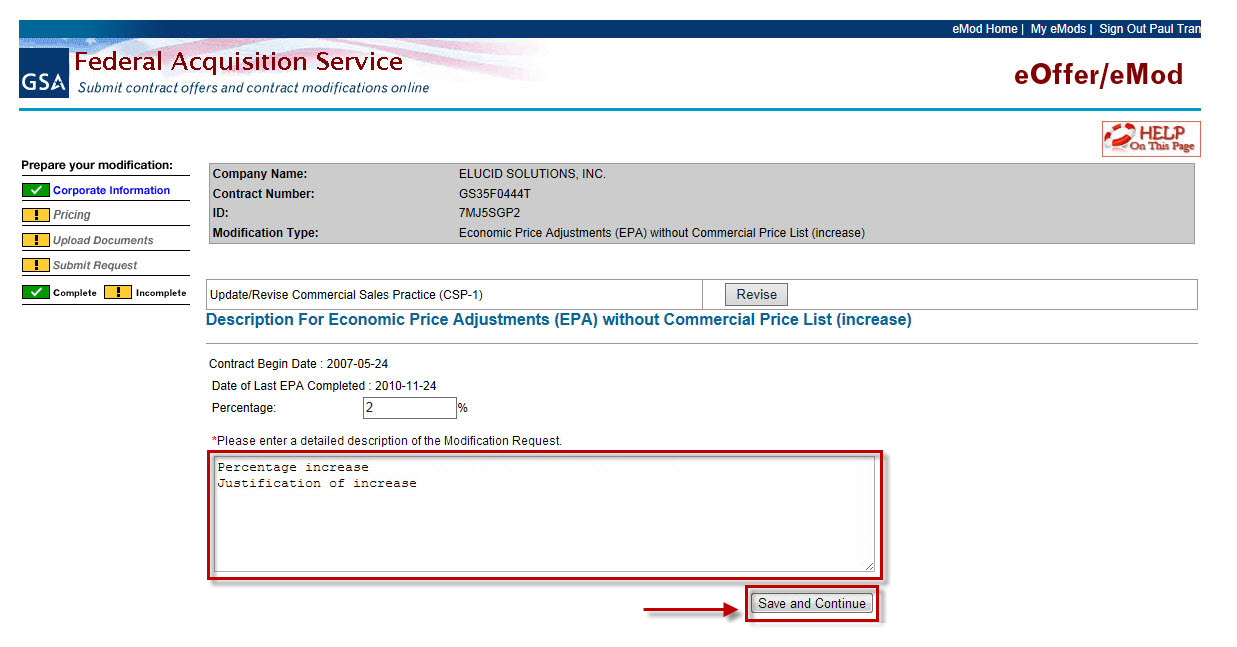 eMod Home | My eMods | Sign Out Paul Tran
GSA
Federal Acquisition Service
Submit contract offers and contract modifications online
eOffer/eMod
HELP
On This Page
Prepare your modification:
Corporate Information
! Pricing
! Upload Documents
! Submit Request
Complete ! Incomplete
Company Name: ELUCID SOLUTIONS, INC.
Contract Number: GS35F0444T
ID: 7MJ5SGP2
Modification Type: Economic Price Adjustments (EPA) without Commercial Price List (increase)
Update/Revise Commercial Sales Practice (CSP-1) Revise
Description For Economic Price Adjustments (EPA) without Commercial Price List (increase)
Contract Begin Date : 2007-05-24
Date of Last EPA Completed : 2010-11-24
Percentage: 2 %
*Please enter a detailed description of the Modification Request.
Percentage increase
Justification of increase
Save and Continue